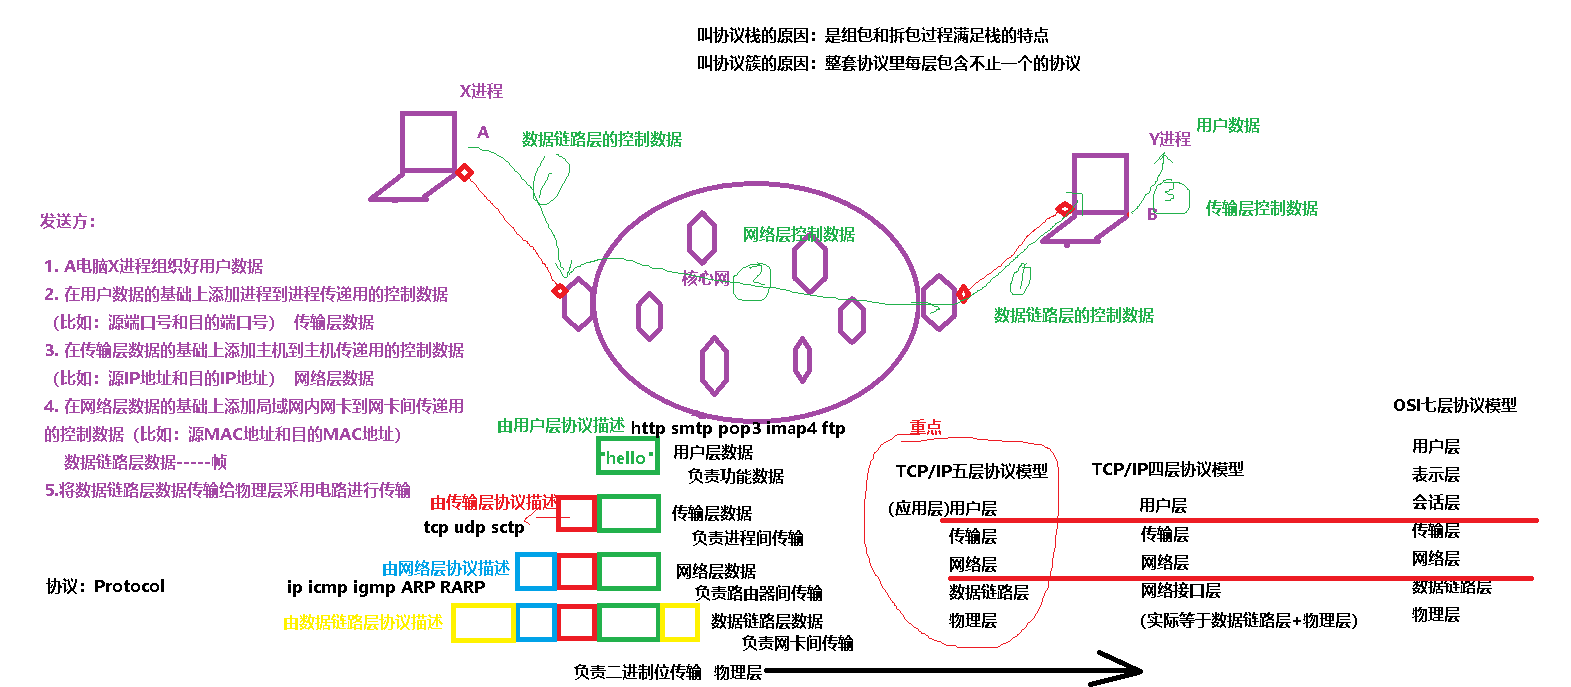 叫协议栈的原因：是组包和拆包过程满足栈的特点
叫协议簇的原因：整套协议里每层包含不止一个的协议
X进程
A
数据链路层的控制数据
1
用户数据
Y进程
3
B
传输层控制数据
网络层控制数据
核心网
2
1
数据链路层的控制数据
发送方：
1. A电脑X进程组织好用户数据
2. 在用户数据的基础上添加进程到进程传递用的控制数据
（比如：源端口号和目的端口号） 传输层数据
3. 在传输层数据的基础上添加主机到主机传递用的控制数据
（比如：源IP地址和目的IP地址） 网络层数据
4. 在网络层数据的基础上添加局域网内网卡到网卡间传递用
的控制数据（比如：源MAC地址和目的MAC地址）
数据链路层数据-----帧
5.将数据链路层数据传输给物理层采用电路进行传输
协议：Protocol
由用户层协议描述 http smtp pop3 imap4 ftp
"hello" 用户层数据
负责功能数据
由传输层协议描述 传输层数据
tcp udp sctp
负责进程间传输
由网络层协议描述 网络层数据
ip icmp igmp ARP RARP
负责路由器间传输
由数据链路层协议描述 数据链路层数据
负责网卡间传输
负责二进制位传输 物理层
重点
TCP/IP五层协议模型
(应用层)用户层
传输层
网络层
数据链路层
物理层
TCP/IP四层协议模型
用户层
传输层
网络层
网络接口层
(实际等于数据链路层+物理层)
OSI七层协议模型
用户层
表示层
会话层
传输层
网络层
数据链路层
物理层